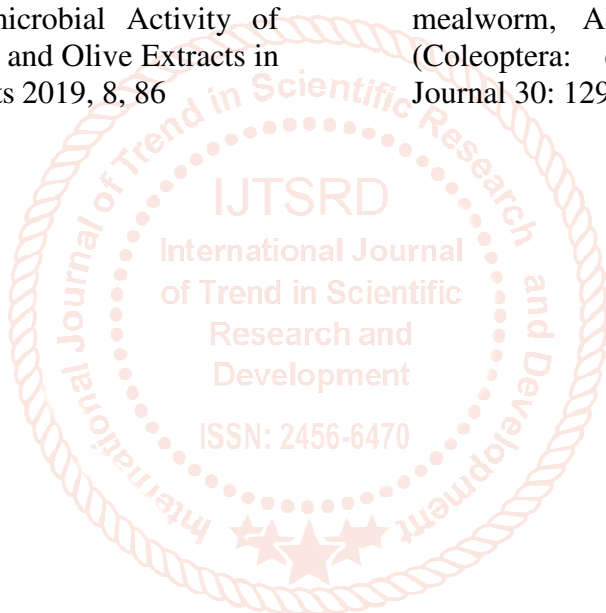 nicrobial Activity of
and Olive Extracts in
ts 2019, 8, 86
mealworm, A
(Coleoptera:
Journal 30: 129
International Journal of Trend in Scientific Research and Development
IJTSRD
International Journal
of Trend in Scientific
Research and
Development
ISSN: 2456-6470